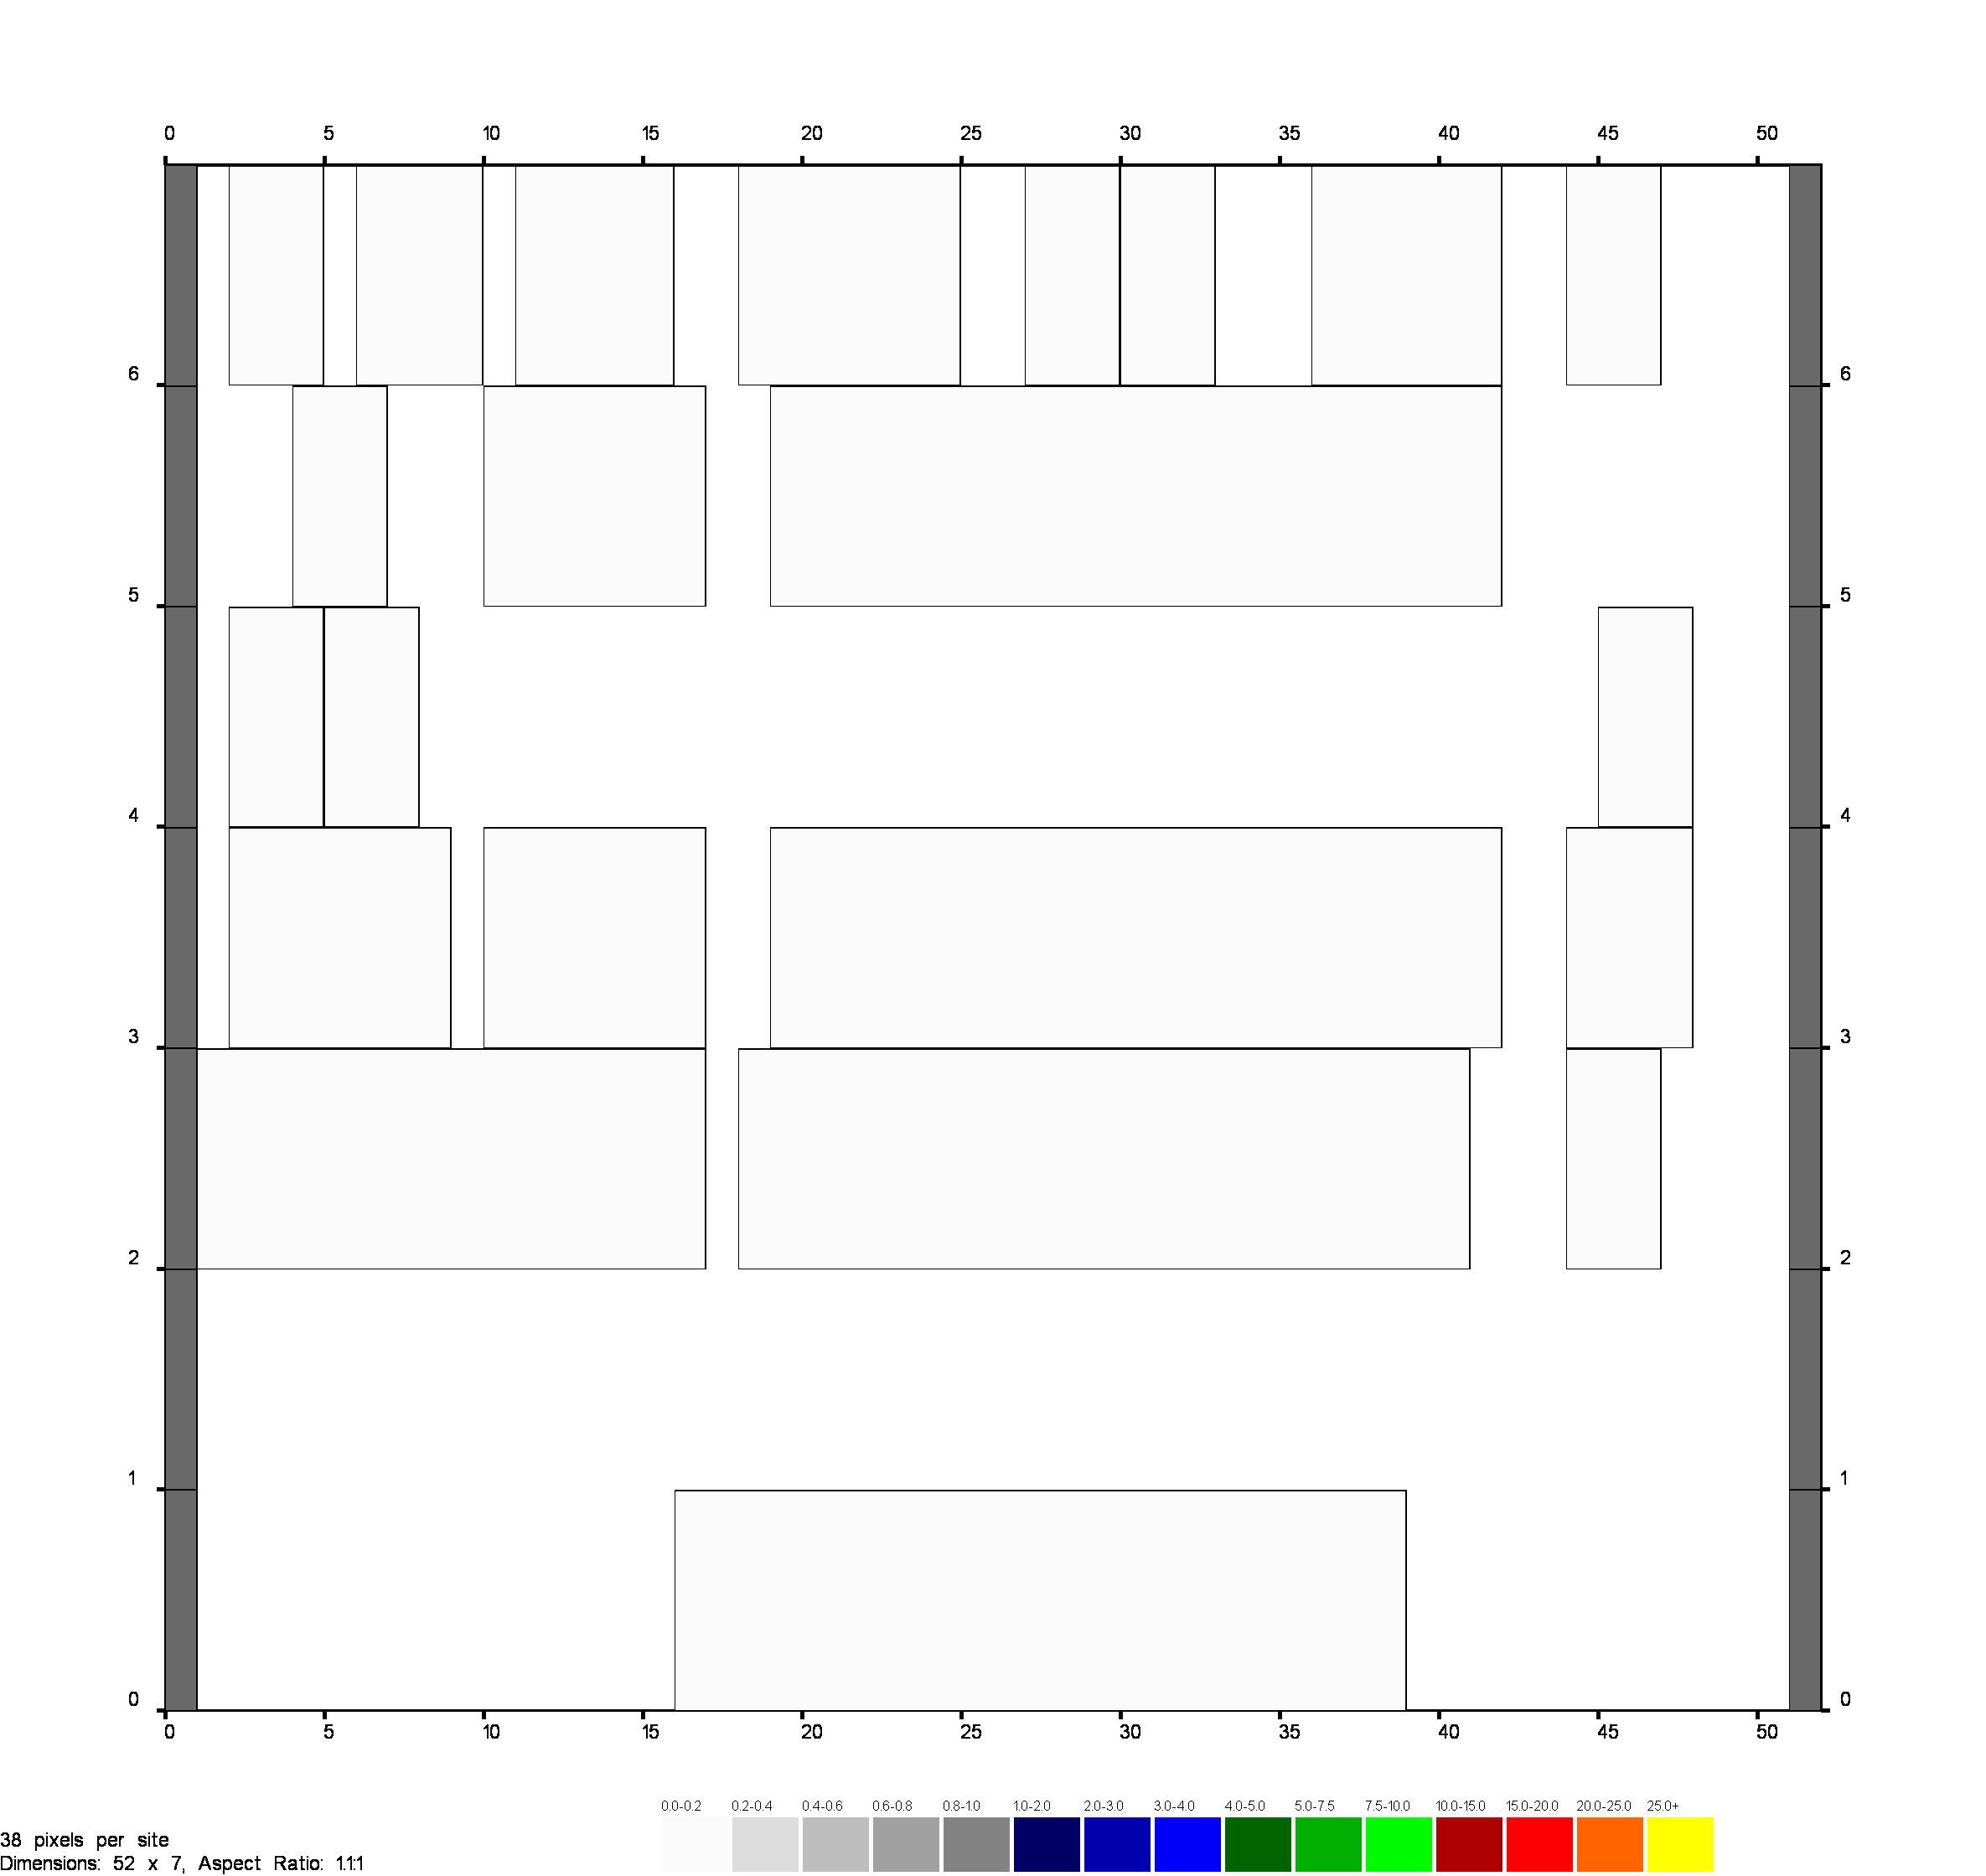 0 5 10 15 20 25 30 35 40 45 50
6 6
5 5
4 4
3 3
2 2
1 1
0 0
0 5 10 15 20 25 30 35 40 45 50
0.0-0.2 0.2-0.4 0.4-0.6 0.6-0.8 0.8-1.0 1.0-2.0 2.0-3.0 3.0-4.0 4.0-5.0 5.0-7.5 7.5-10.0 10.0-15.0 15.0-20.0 20.0-25.0 25.0+
38 pixels per site
Dimensions: 52 x 7, Aspect Ratio: 1.1:1